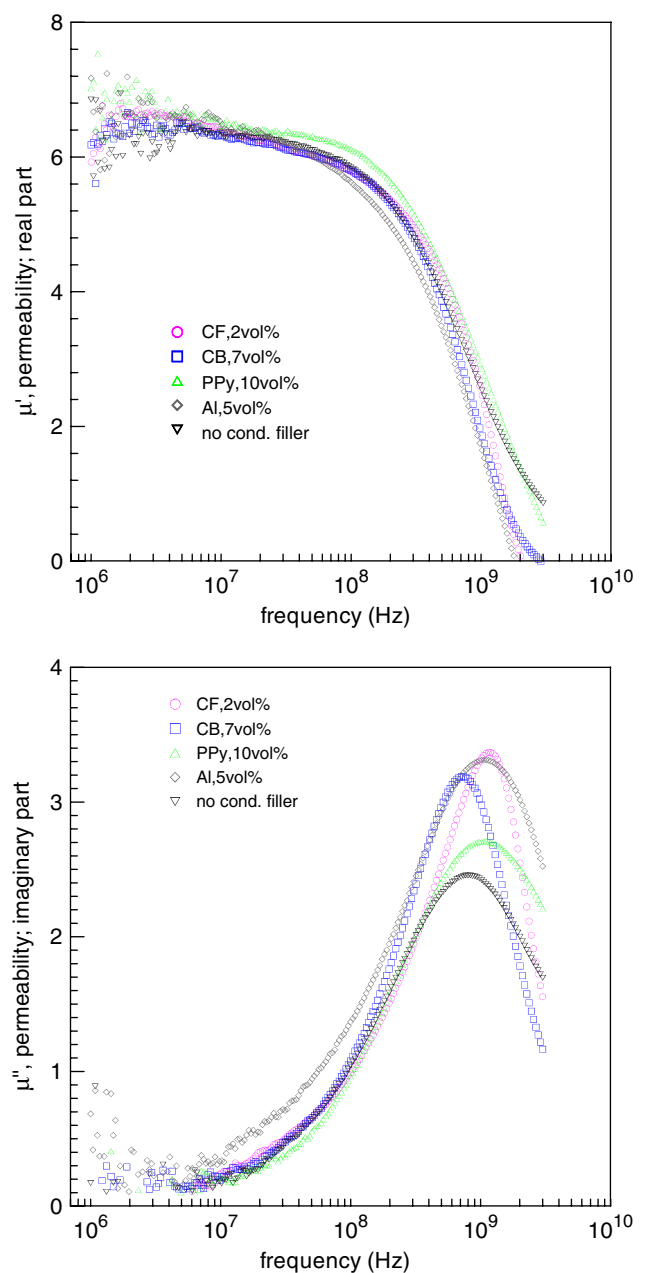 8
6
4
2
0
μ', permeability; real part
CF,2vol%
CB,7vol%
PPy,10vol%
Al,5vol%
no cond. filler
10⁶
10⁷
10⁸
10⁹
10¹⁰
frequency (Hz)
4
3
2
1
0
μ", permeability; imaginary part
CF,2vol%
CB,7vol%
PPy,10vol%
Al,5vol%
no cond. filler
10⁶
10⁷
10⁸
10⁹
10¹⁰
frequency (Hz)